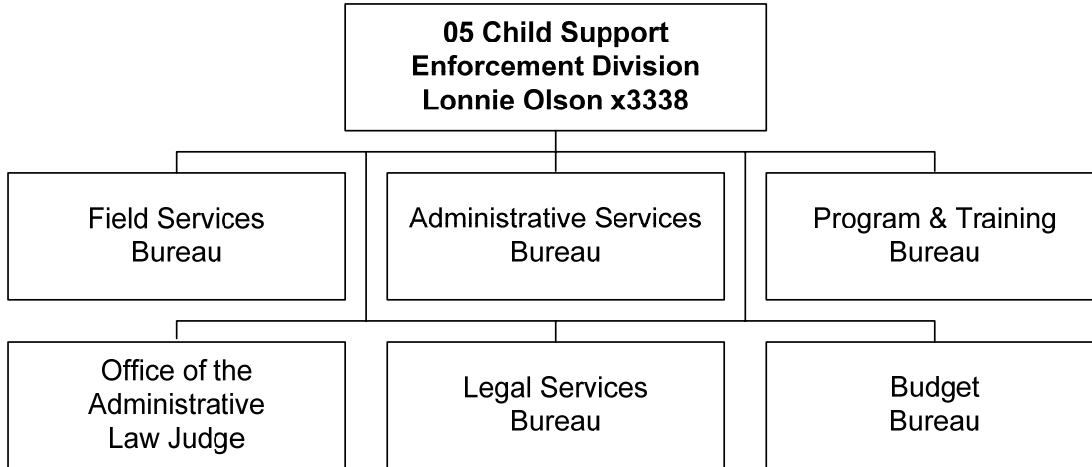 05 Child Support
Enforcement Division
Lonnie Olson x3338
Field Services
Bureau
Administrative Services
Bureau
Program & Training
Bureau
Office of the
Administrative
Law Judge
Legal Services
Bureau
Budget
Bureau